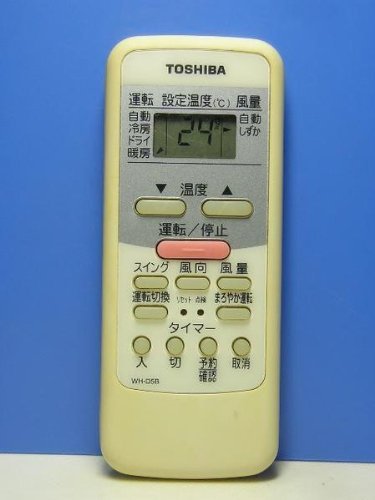 TOSHIBA
運転 設定温度(℃) 風量
自動 自動
冷房 しずか
ドライ
暖房
24°
▼ 温度 ▲
運転/停止
スイング 風向 風量
運転切換 リセット 点検 まろやか運転
タイマー
入 切 予約 取消
確認
WH-D5B